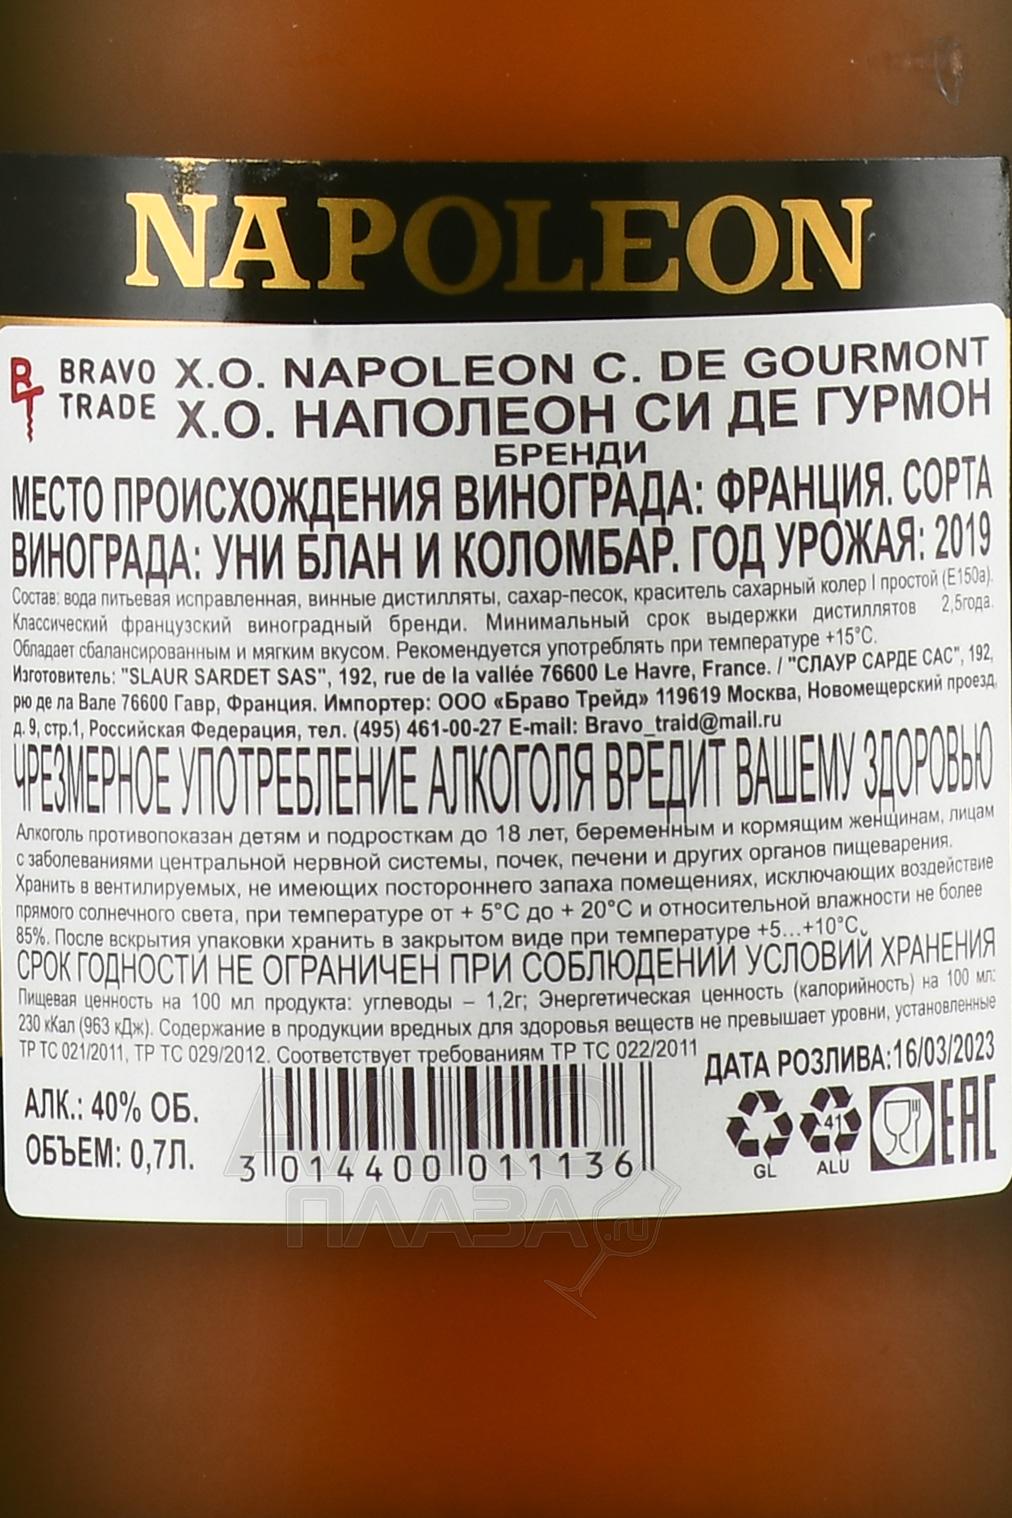 NAPOLEON
BRAVO TRADE
X.O. NAPOLEON C. DE GOURMONT
Х.О. НАПОЛЕОН СИ ДЕ ГУРМОН
БРЕНДИ
МЕСТО ПРОИСХОЖДЕНИЯ ВИНОГРАДА: ФРАНЦИЯ. СОРТА
ВИНОГРАДА: УНИ БЛАН И КОЛОМБАР. ГОД УРОЖАЯ: 2019
Состав: вода питьевая исправленная, винные дистилляты, сахар-песок, краситель сахарный колер I простой (Е150а).
Классический французский виноградный бренди. Минимальный срок выдержки дистиллятов 2,5года.
Обладает сбалансированным и мягким вкусом. Рекомендуется употреблять при температуре +15°С.
Изготовитель: "SLAUR SARDET SAS", 192, rue de la vallée 76600 Le Havre, France. / "СЛАУР САРДЕ САС", 192,
рю де ла Вале 76600 Гавр, Франция. Импортер: ООО «Браво Трейд» 119619 Москва, Новомещерский проезд,
д. 9, стр.1, Российская Федерация, тел. (495) 461-00-27 E-mail: Bravo_traid@mail.ru
ЧРЕЗМЕРНОЕ УПОТРЕБЛЕНИЕ АЛКОГОЛЯ ВРЕДИТ ВАШЕМУ ЗДОРОВЬЮ
Алкоголь противопоказан детям и подросткам до 18 лет, беременным и кормящим женщинам, лицам
с заболеваниями центральной нервной системы, почек, печени и других органов пищеварения.
Хранить в вентилируемых, не имеющих постороннего запаха помещениях, исключающих воздействие
прямого солнечного света, при температуре от + 5°С до + 20°С и относительной влажности не более
85%. После вскрытия упаковки хранить в закрытом виде при температуре +5...+10°С.
СРОК ГОДНОСТИ НЕ ОГРАНИЧЕН ПРИ СОБЛЮДЕНИИ УСЛОВИЙ ХРАНЕНИЯ
Пищевая ценность на 100 мл продукта: углеводы – 1,2г; Энергетическая ценность (калорийность) на 100 мл:
230 кКал (963 кДж). Содержание в продукции вредных для здоровья веществ не превышает уровни, установленные
ТР ТС 021/2011, ТР ТС 029/2012. Соответствует требованиям ТР ТС 022/2011
ДАТА РОЗЛИВА:16/03/2023
АЛК.: 40% ОБ.
ОБЪЕМ: 0,7Л.
3 014400 011136
GL
41
ALU
EAC
АЛКО
ПЛАЗА.ru